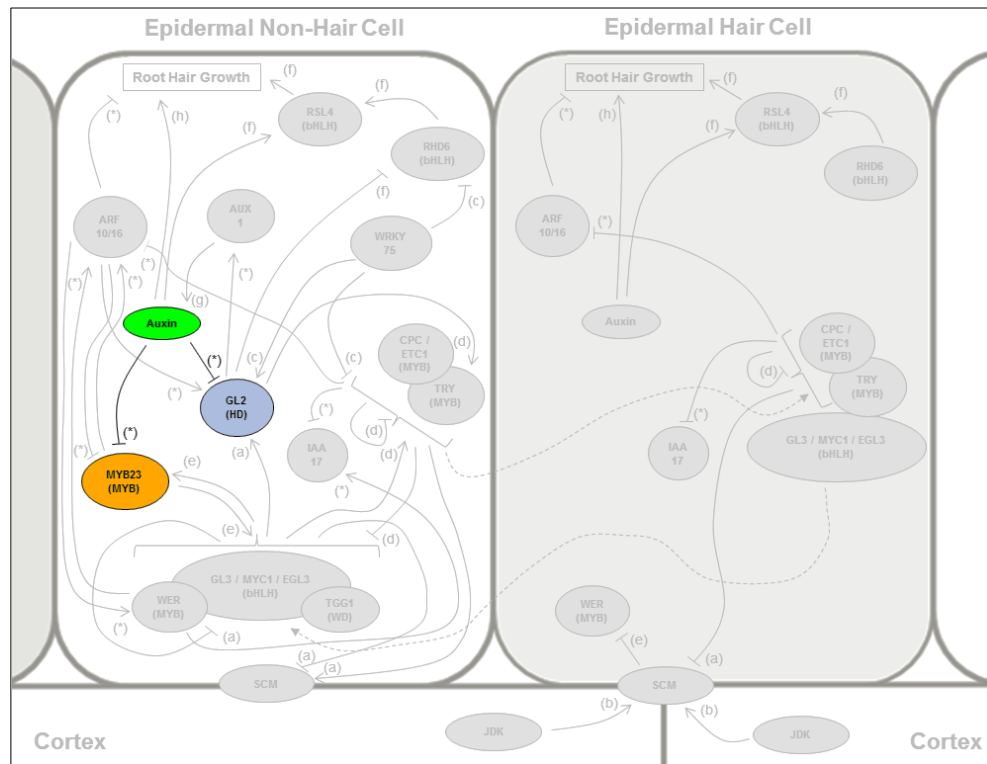 Epidermal Non-Hair Cell
Epidermal Hair Cell
Root Hair Growth
(f)
RSL4
(bHLH)
(f)
(*)
(h)
(f)
RHD6
(bHLH)
(f)
(c)
ARF
10/16
AUX
1
WRKY
75
(*)
(*)
(*)
(*)
(*)
(g)
Auxin
(*)
(c)
(c)
(d)
CPC /
ETC1
(MYB)
TRY
(MYB)
(*)
GL2
(HD)
(*)
(*)
(d)
(d)
IAA
17
(*)
(a)
(*)
MYB23
(MYB)
(e)
(e)
(d)
GL3 / MYC1 / EGL3
(bHLH)
WER
(MYB)
TGG1
(WD)
(*)
(a)
(a)
(a)
SCM
Root Hair Growth
(f)
RSL4
(bHLH)
(f)
(*)
(h)
(f)
RHD6
(bHLH)
ARF
10/16
(*)
Auxin
CPC /
ETC1
(MYB)
(d)
TRY
(MYB)
(*)
IAA
17
GL3 / MYC1 / EGL3
(bHLH)
WER
(MYB)
(e)
(a)
SCM
(b)
(b)
JDK
JDK
Cortex
Cortex